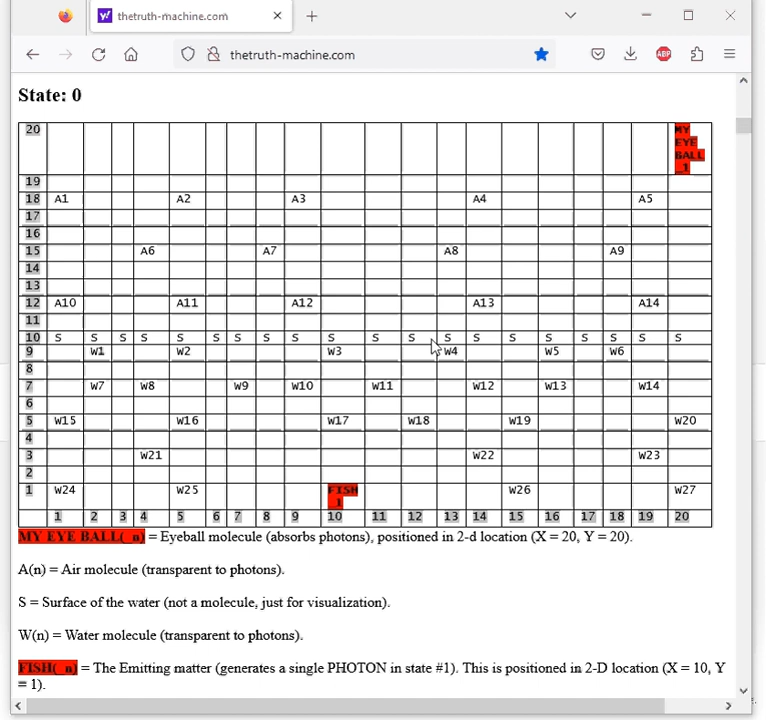 thetruth-machine.com
thetruth-machine.com
ABP
State: 0
20 MY EYE BALL _1
19
18 A1 A2 A3 A4 A5
17
16
15 A6 A7 A8 A9
14
13
12 A10 A11 A12 A13 A14
11
10 S S S S S S S S S S S S S S S S S S S S
9 W1 W2 W3 W4 W5 W6
8
7 W7 W8 W9 W10 W11 W12 W13 W14
6
5 W15 W16 W17 W18 W19 W20
4
3 W21 W22 W23
2
1 W24 W25 FISH _1 W26 W27
1 2 3 4 5 6 7 8 9 10 11 12 13 14 15 16 17 18 19 20
MY EYE BALL(_n) = Eyeball molecule (absorbs photons), positioned in 2-d location (X = 20, Y = 20).
A(n) = Air molecule (transparent to photons).
S = Surface of the water (not a molecule, just for visualization).
W(n) = Water molecule (transparent to photons).
FISH(_n) = The Emitting matter (generates a single PHOTON in state #1). This is positioned in 2-D location (X = 10, Y
= 1).